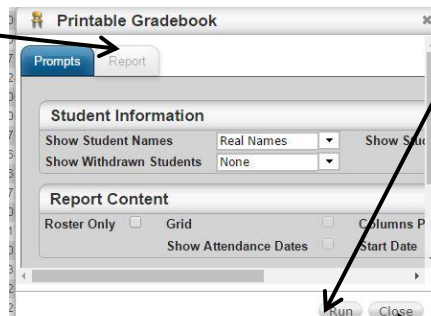 Printable Gradebook
Prompts Report
Student Information
Show Student Names Real Names Show
Show Withdrawn Students None
Report Content
Roster Only Grid Columns
Show Attendance Dates Start Date
Run Close